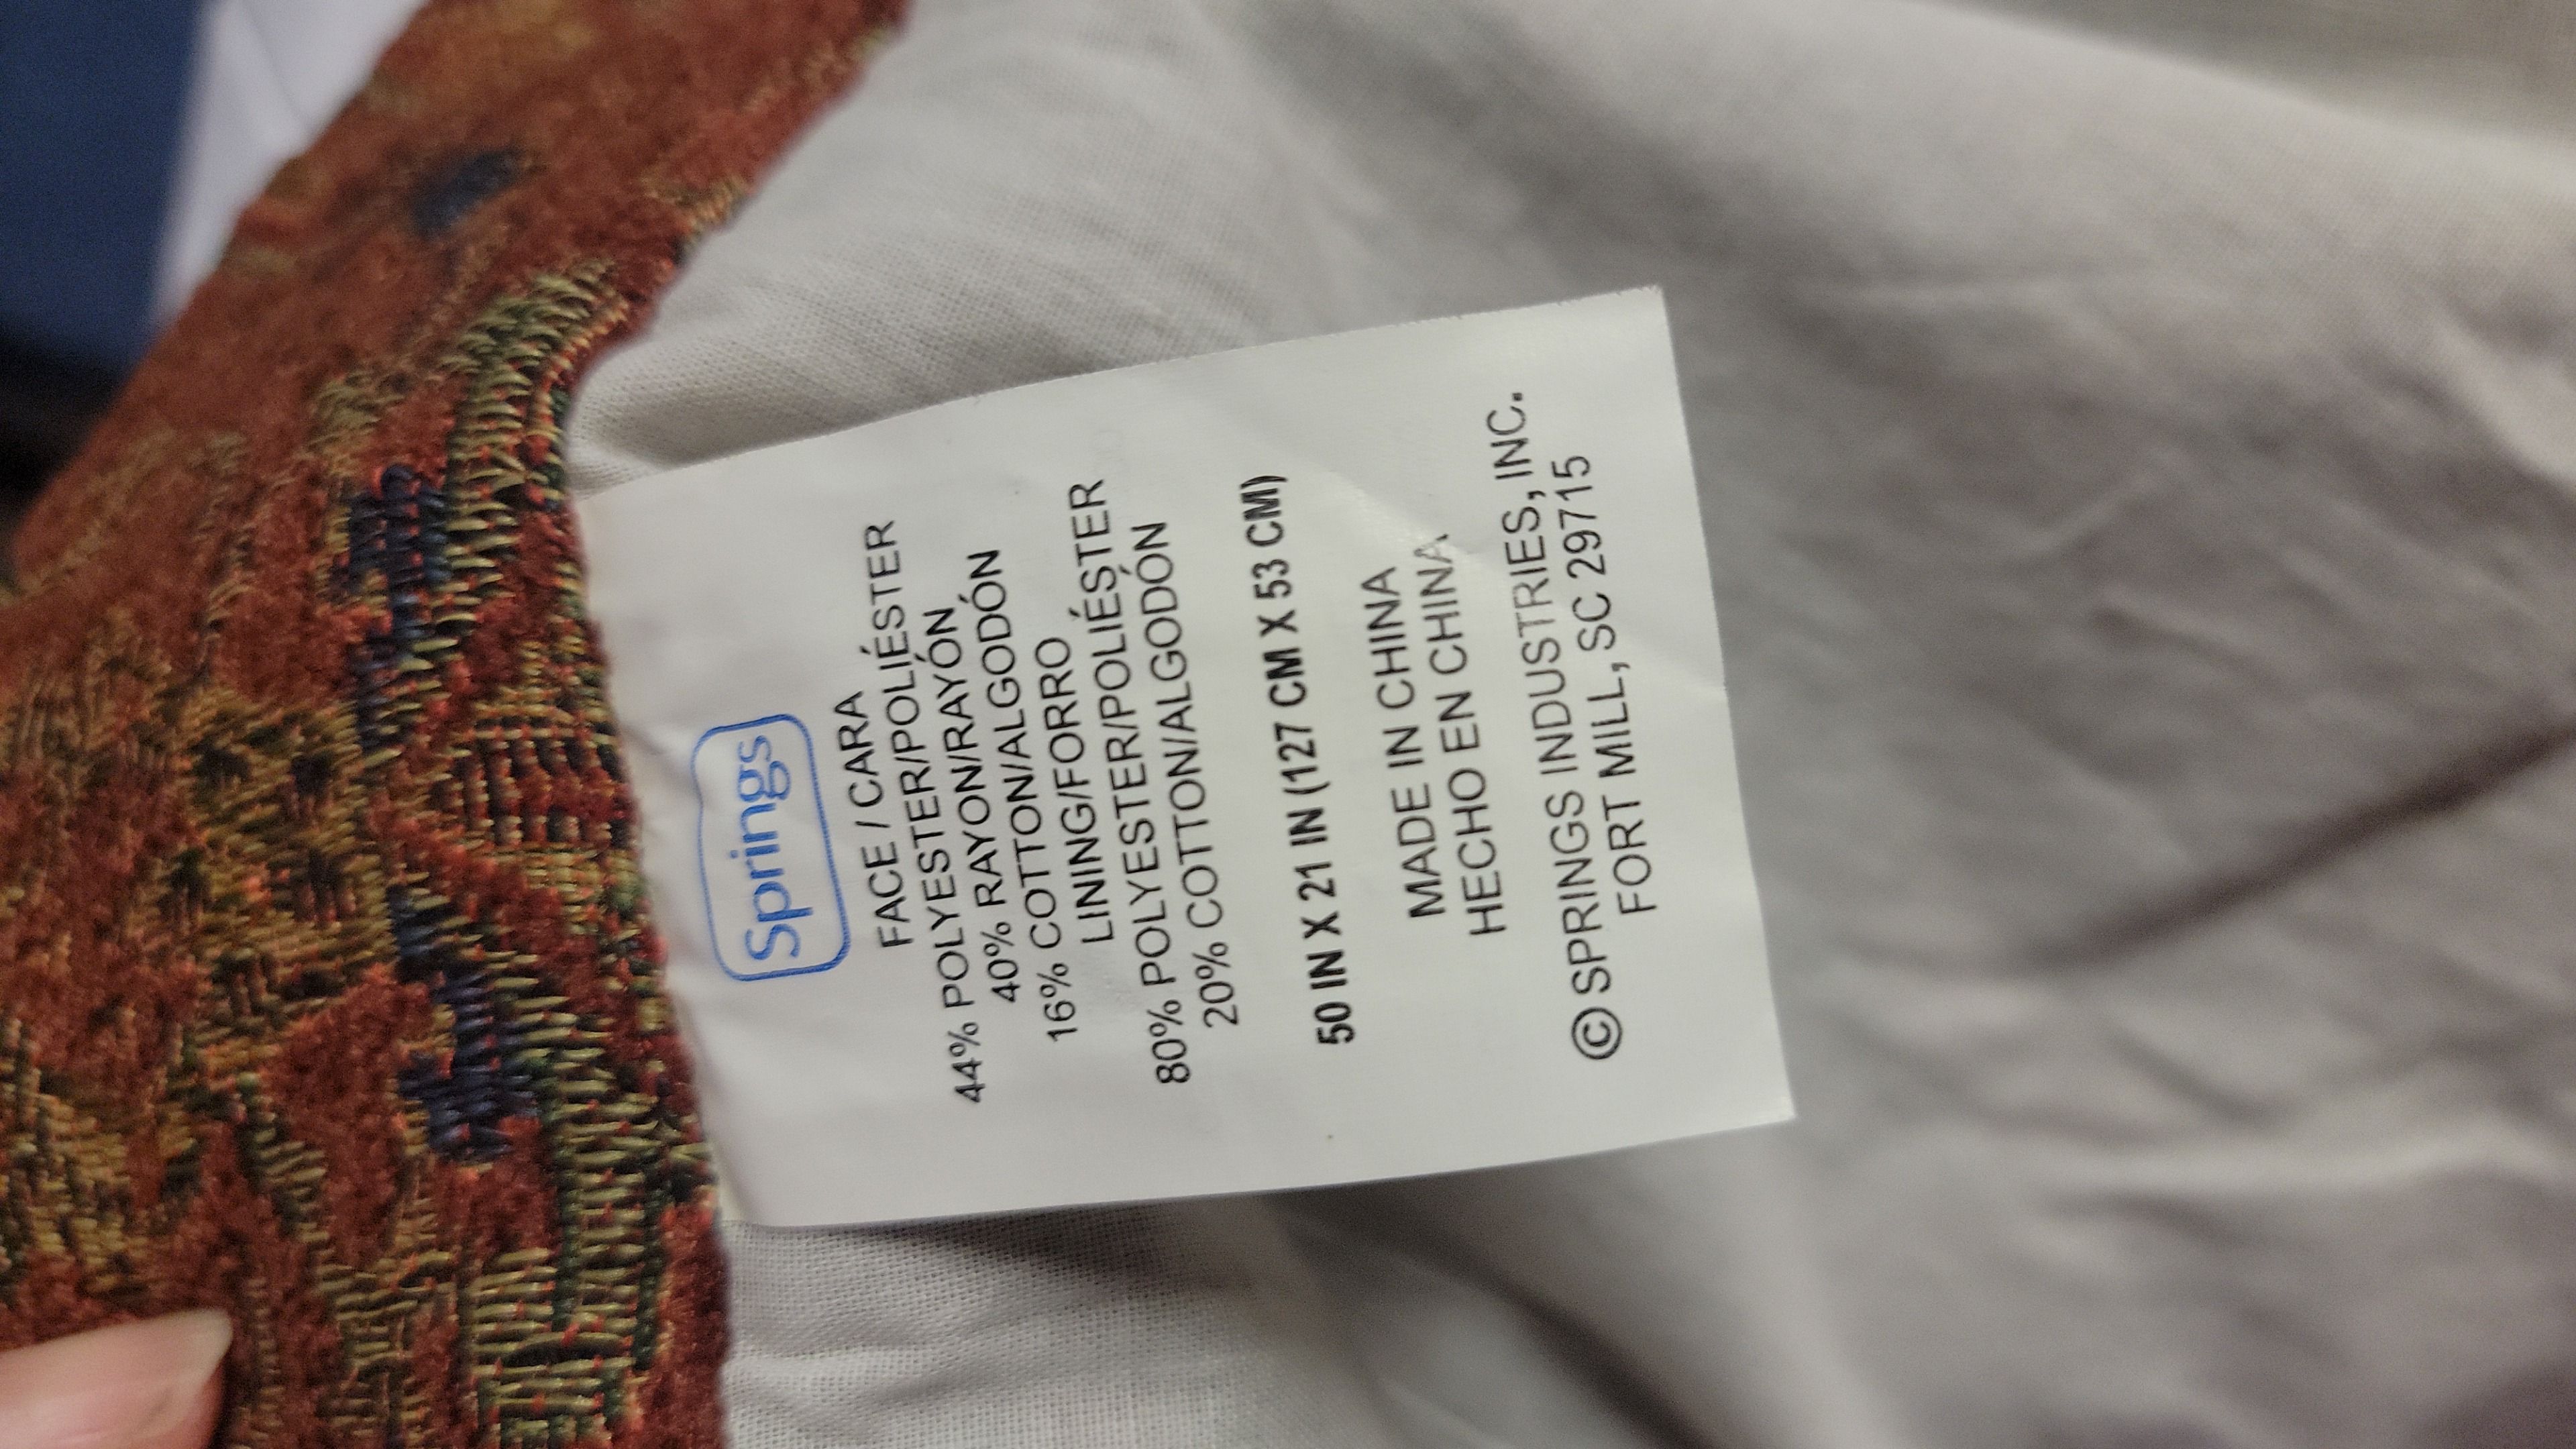 Springs
FACE / CARA
FACESTER/POLIÉSTER
44% POLYESTER/RAYÓN
40% RAYON/ALGODÓN
16% COTTON/FORRO
LINING/POLIÉSTER
80% POLYESTER/ALGODÓN
20% COTTON/ALGODÓN
50 IN X 21 IN (127 CM X 53 CM)
MADE IN CHINA
HECHO EN CHINA
© SPRINGS INDUSTRIES, INC.
FORT MILL, SC 29715